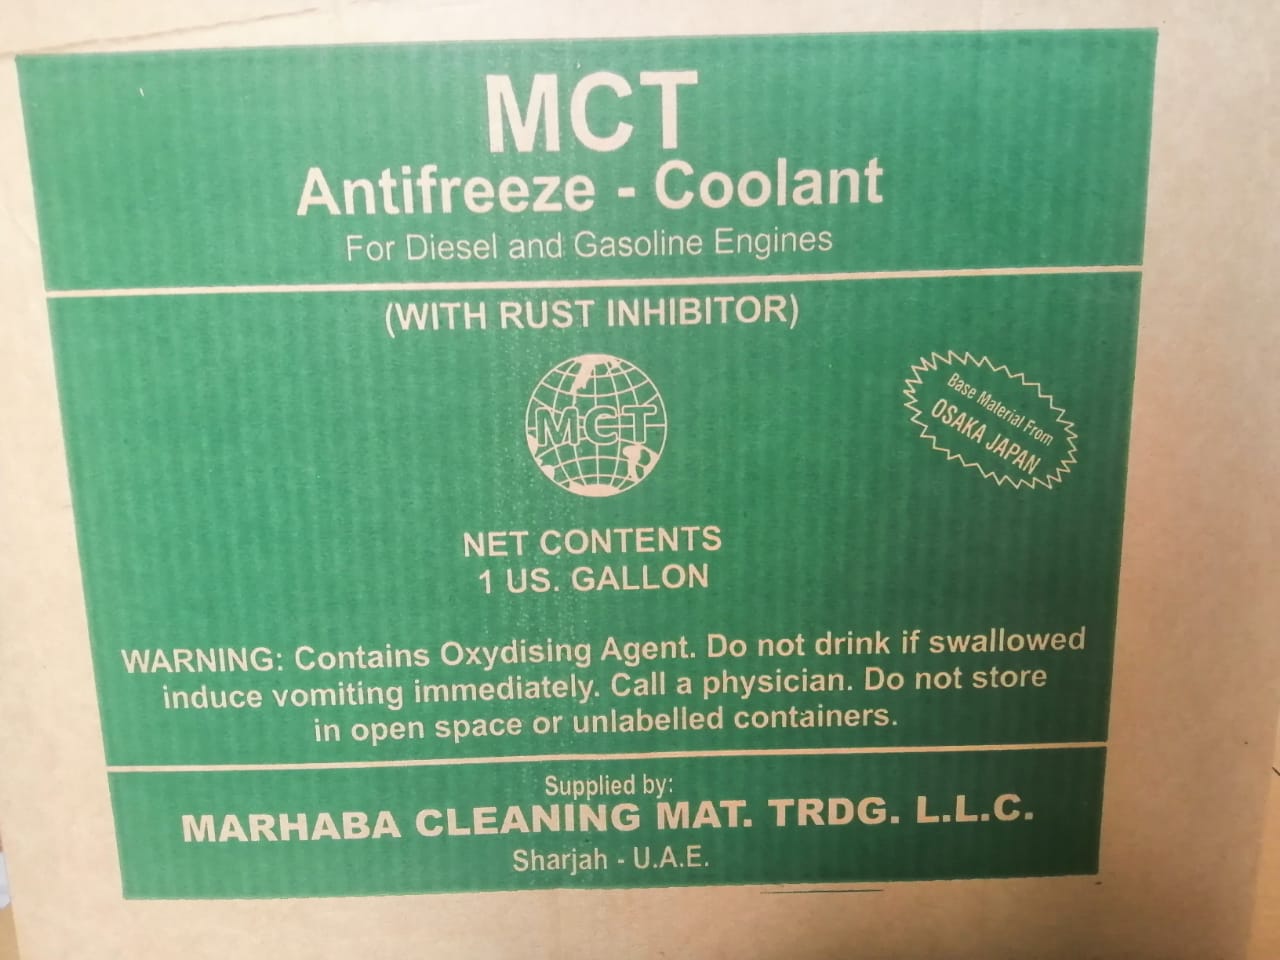 MCT
Antifreeze - Coolant
For Diesel and Gasoline Engines
(WITH RUST INHIBITOR)
MCT
Base Material From
OSAKA JAPAN
NET CONTENTS
1 US. GALLON
WARNING: Contains Oxydising Agent. Do not drink if swallowed
induce vomiting immediately. Call a physician. Do not store
in open space or unlabelled containers.
Supplied by:
MARHABA CLEANING MAT. TRDG. L.L.C.
Sharjah - U.A.E.